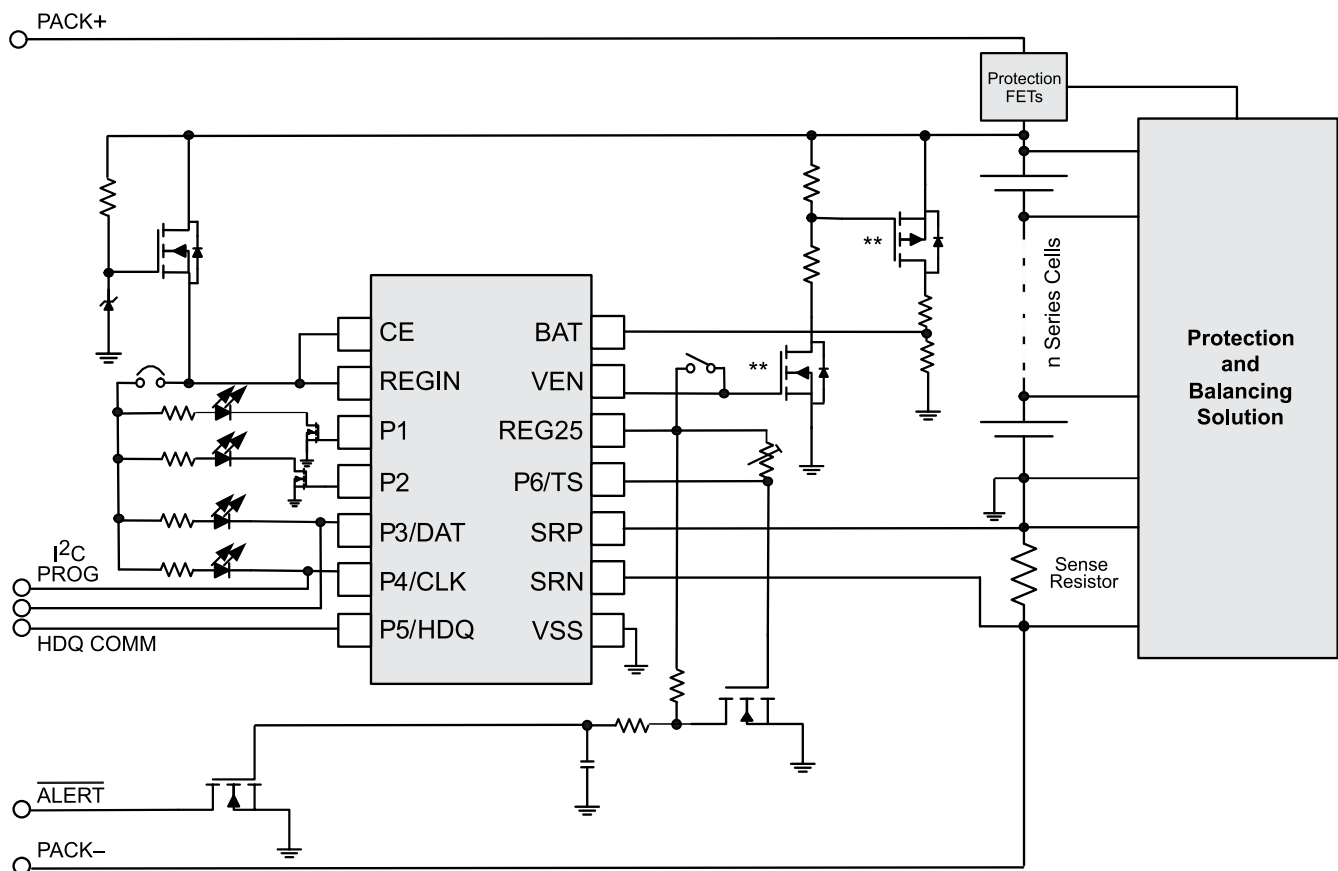 PACK+
Protection
FETs
**
n Series Cells
Protection
and
Balancing
Solution
CE
BAT
**
REGIN
VEN
P1
REG25
P2
P6/TS
P3/DAT
SRP
I²C
PROG
P4/CLK
SRN
Sense
Resistor
P5/HDQ
VSS
HDQ COMM
ALERT
PACK–